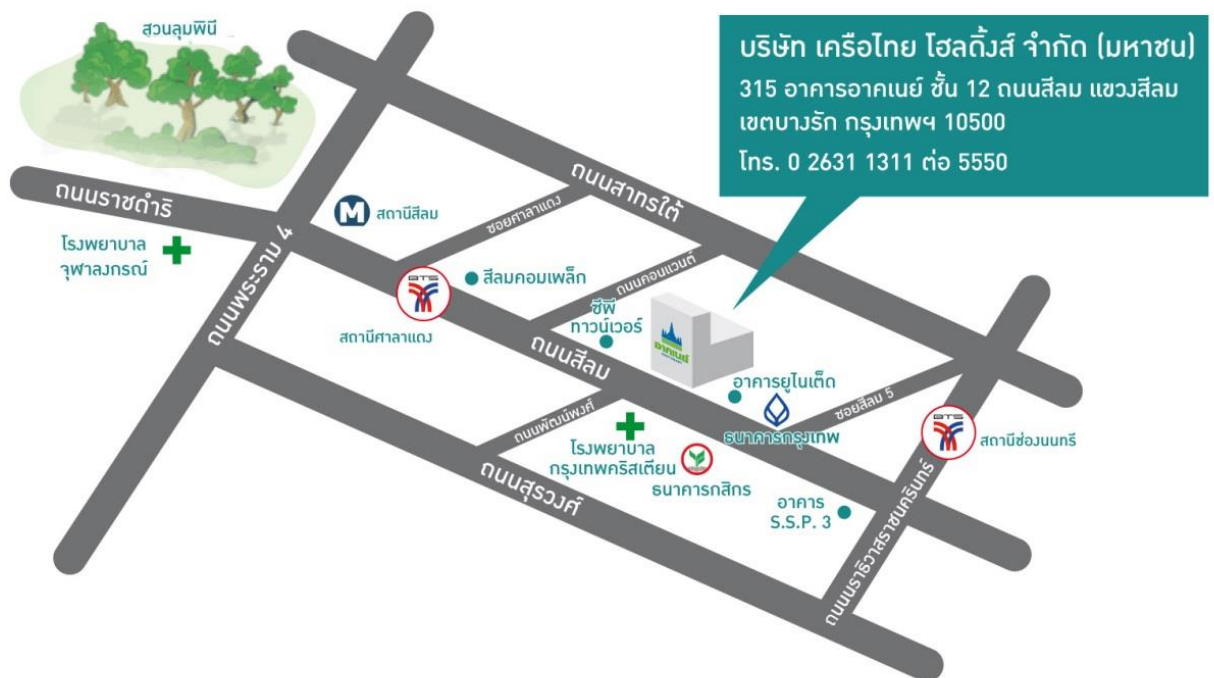 สวนลุมพินี
บริษัท เครือไทย โฮลดิ้งส์ จำกัด (มหาชน)
315 อาคารอาคเนย์ ชั้น 12 ถนนสีลม แขวงสีลม
เขตบางรัก กรุงเทพฯ 10500
โทร. 0 2631 1311 ต่อ 5550
ถนนราชดำริ
ถนนสาทรใต้
M
สถานีสีลม
ซอยศาลาแดง
โรงพยาบาล
จุฬาลงกรณ์
ถนนพระราม 4
BTS
สีลมคอมเพล็ก
ถนนคอนแวนต์
สถานีศาลาแดง
ซีพี
ทาวน์เวอร์
ถนนสีลม
อาคเนย์
อาคารยูไนเต็ด
ธนาคารกรุงเทพ
ซอยสีลม 5
BTS
สถานีช่องนนทรี
ถนนพัฒน์พงศ์
โรงพยาบาล
กรุงเทพคริสเตียน
ธนาคารกสิกร
ถนนสุรวงศ์
อาคาร
S.S.P. 3
ถนนนราธิวาสราชนครินทร์